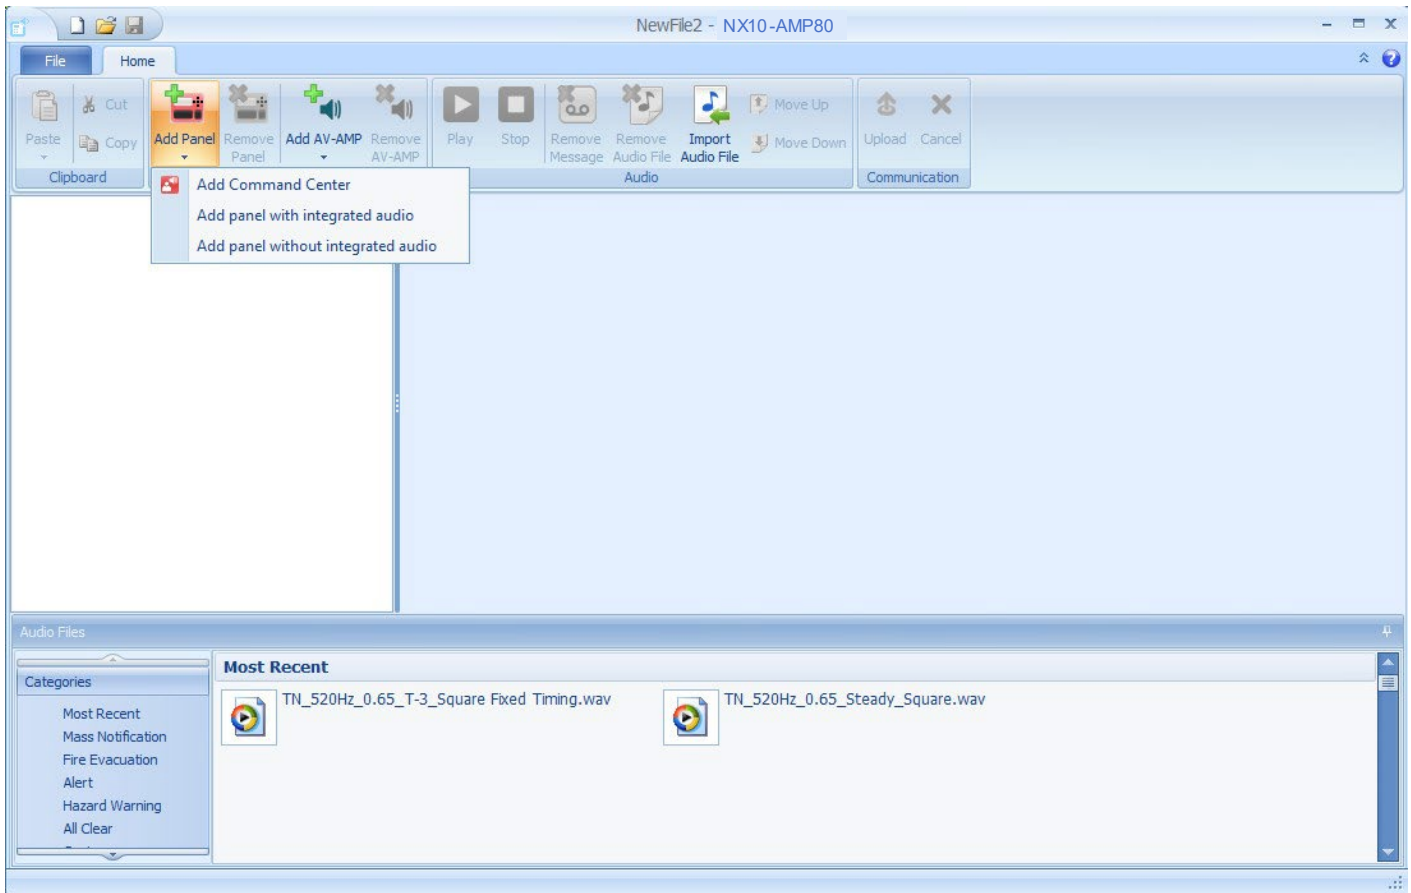 NewFile2 - NX10-AMP80
File
Home
Paste
Cut
Copy
Clipboard
Add Panel
Remove Panel
Add AV-AMP
Remove AV-AMP
Play
Stop
Remove Message
Remove Audio File
Import Audio File
Move Up
Move Down
Audio
Upload
Cancel
Communication
Add Command Center
Add panel with integrated audio
Add panel without integrated audio
Audio Files
Categories
Most Recent
Mass Notification
Fire Evacuation
Alert
Hazard Warning
All Clear
Most Recent
TN_520Hz_0.65_T-3_Square Fixed Timing.wav
TN_520Hz_0.65_Steady_Square.wav